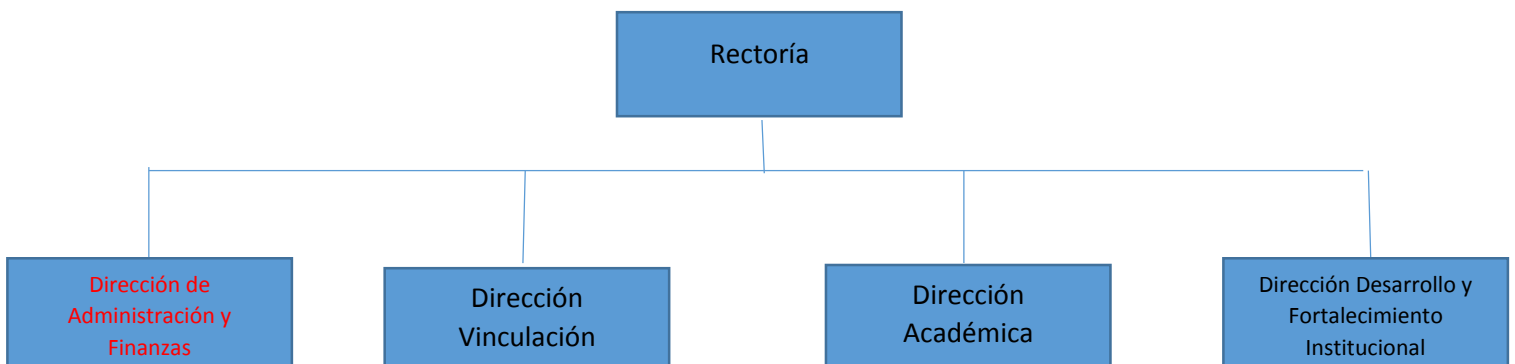 Rectoría
Dirección de
Administración y
Finanzas
Dirección
Vinculación
Dirección
Académica
Dirección Desarrollo y
Fortalecimiento
Institucional